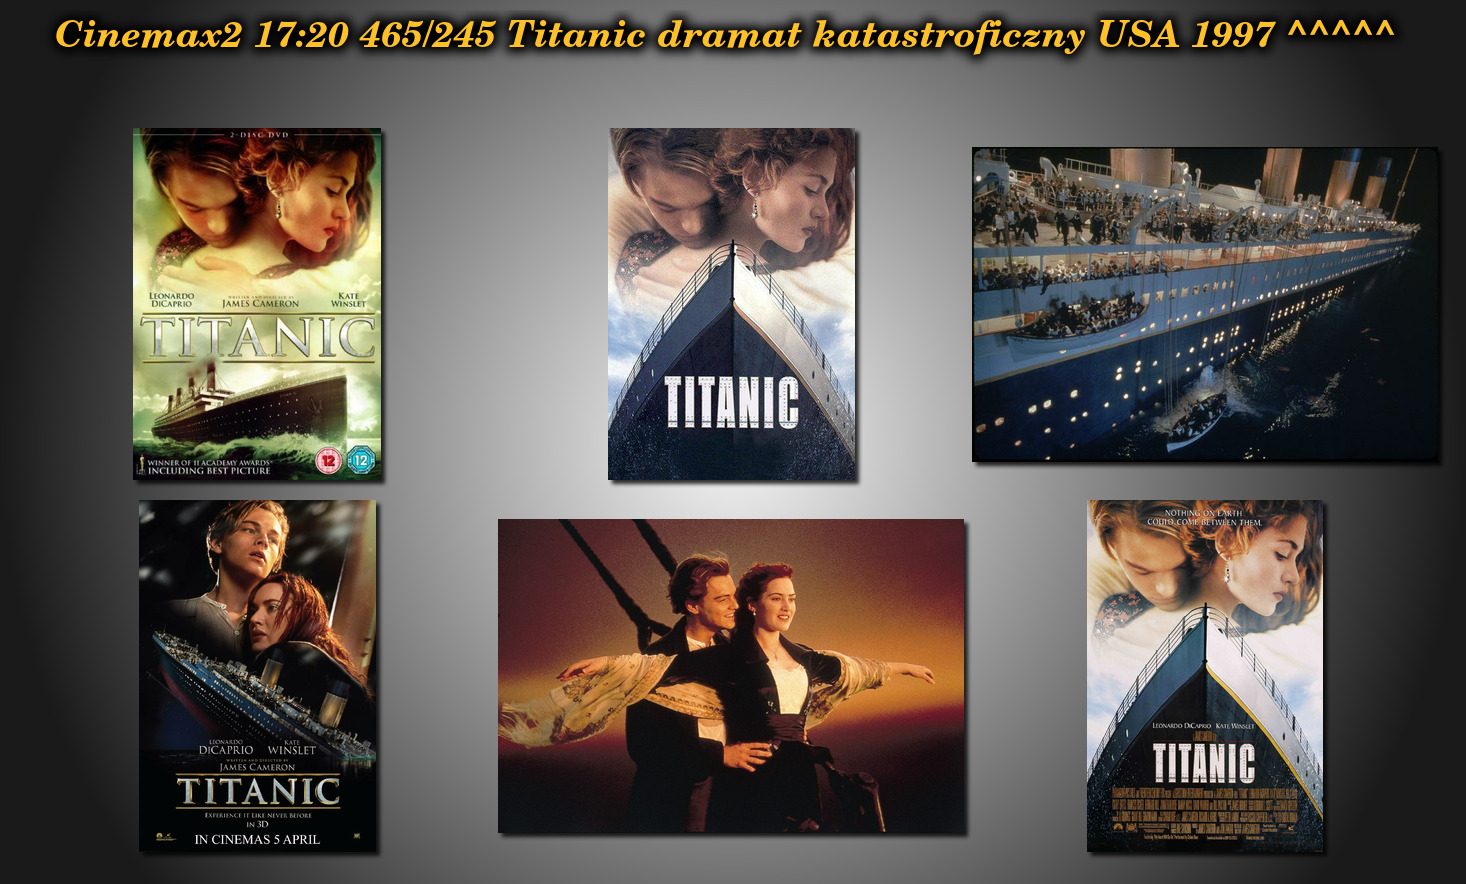 Cinemax2 17:20 465/245 Titanic dramat katastroficzny USA 1997 ^^^^^
2-DISC DVD
LEONARDO DICAPRIO
WRITTEN AND DIRECTED BY
JAMES CAMERON
KATE WINSLET
TITANIC
WINNER OF 11 ACADEMY AWARDS
INCLUDING BEST PICTURE
12
12
TITANIC
LEONARDO DICAPRIO
KATE WINSLET
WRITTEN AND DIRECTED BY
JAMES CAMERON
TITANIC
EXPERIENCE IT LIKE NEVER BEFORE
IN 3D
IN CINEMAS 5 APRIL
NOTHING ON EARTH
COULD COME BETWEEN THEM.
LEONARDO DICAPRIO KATE WINSLET
TITANIC